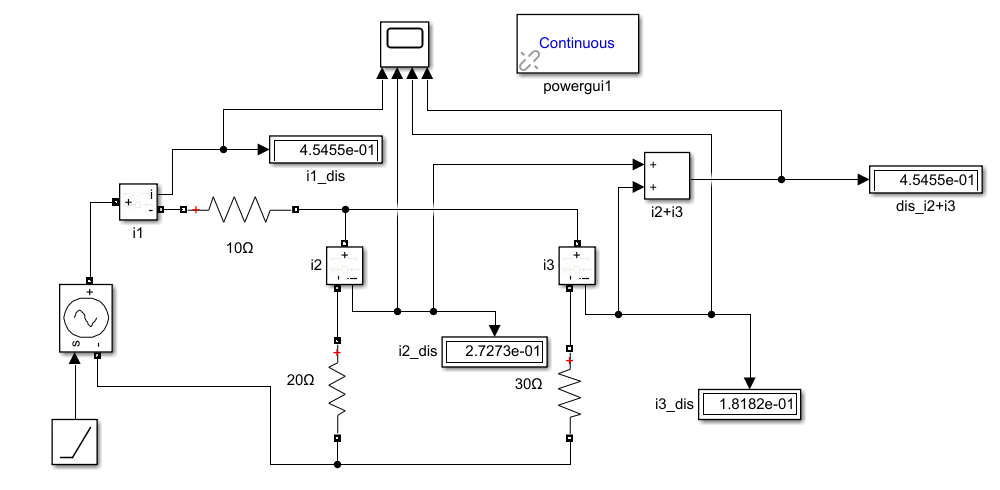 Continuous
powergui1
4.5455e-01
i1_dis
+
+
i2+i3
4.5455e-01
dis_i2+i3
+
i
-
i1
+
10Ω
i2
+
-
i
i3
+
-
i
+
s
-
i2_dis
2.7273e-01
+
20Ω
+
30Ω
i3_dis
1.8182e-01